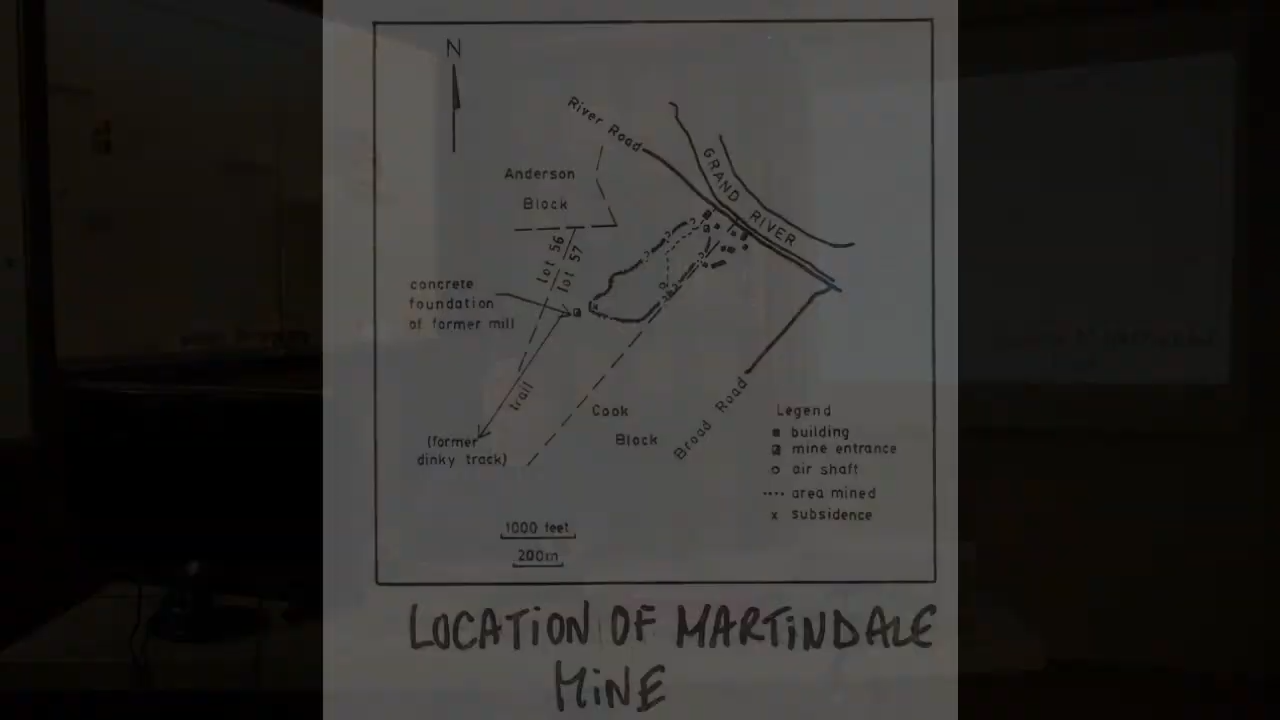 N
River Road
GRAND RIVER
Anderson
Block
lot 56
lot 57
concrete
foundation
of former mill
trail
(former
dinky track)
Cook
Block
Broad Road
Legend
building
mine entrance
air shaft
area mined
x subsidence
1000 feet
200m
LOCATION OF MARTINDALE
MINE